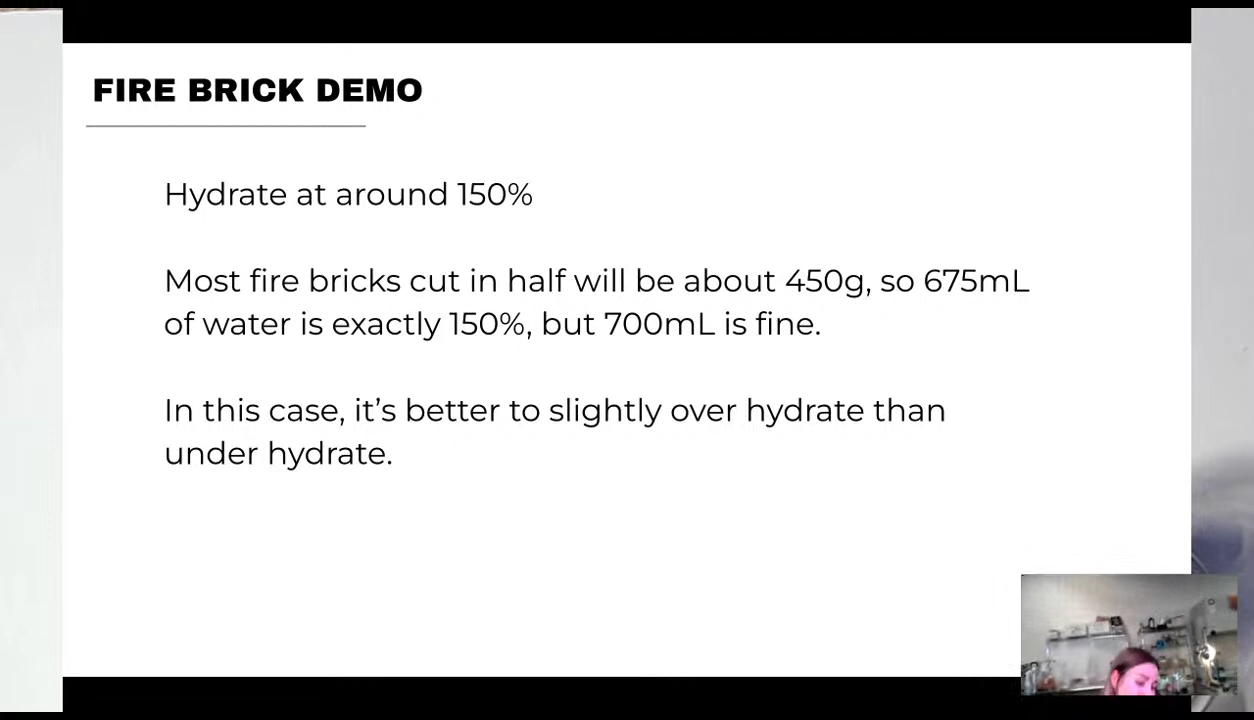 FIRE BRICK DEMO
Hydrate at around 150%
Most fire bricks cut in half will be about 450g, so 675mL
of water is exactly 150%, but 700mL is fine.
In this case, it’s better to slightly over hydrate than
under hydrate.